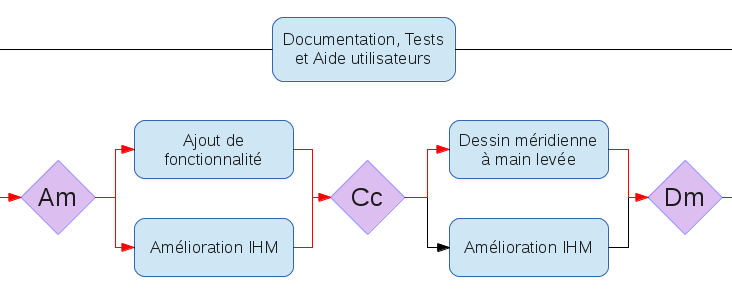 Documentation, Tests
et Aide utilisateurs
Ajout de
fonctionnalité
Dessin méridienne
à main levée
Am
Cc
Dm
Amélioration IHM
Amélioration IHM